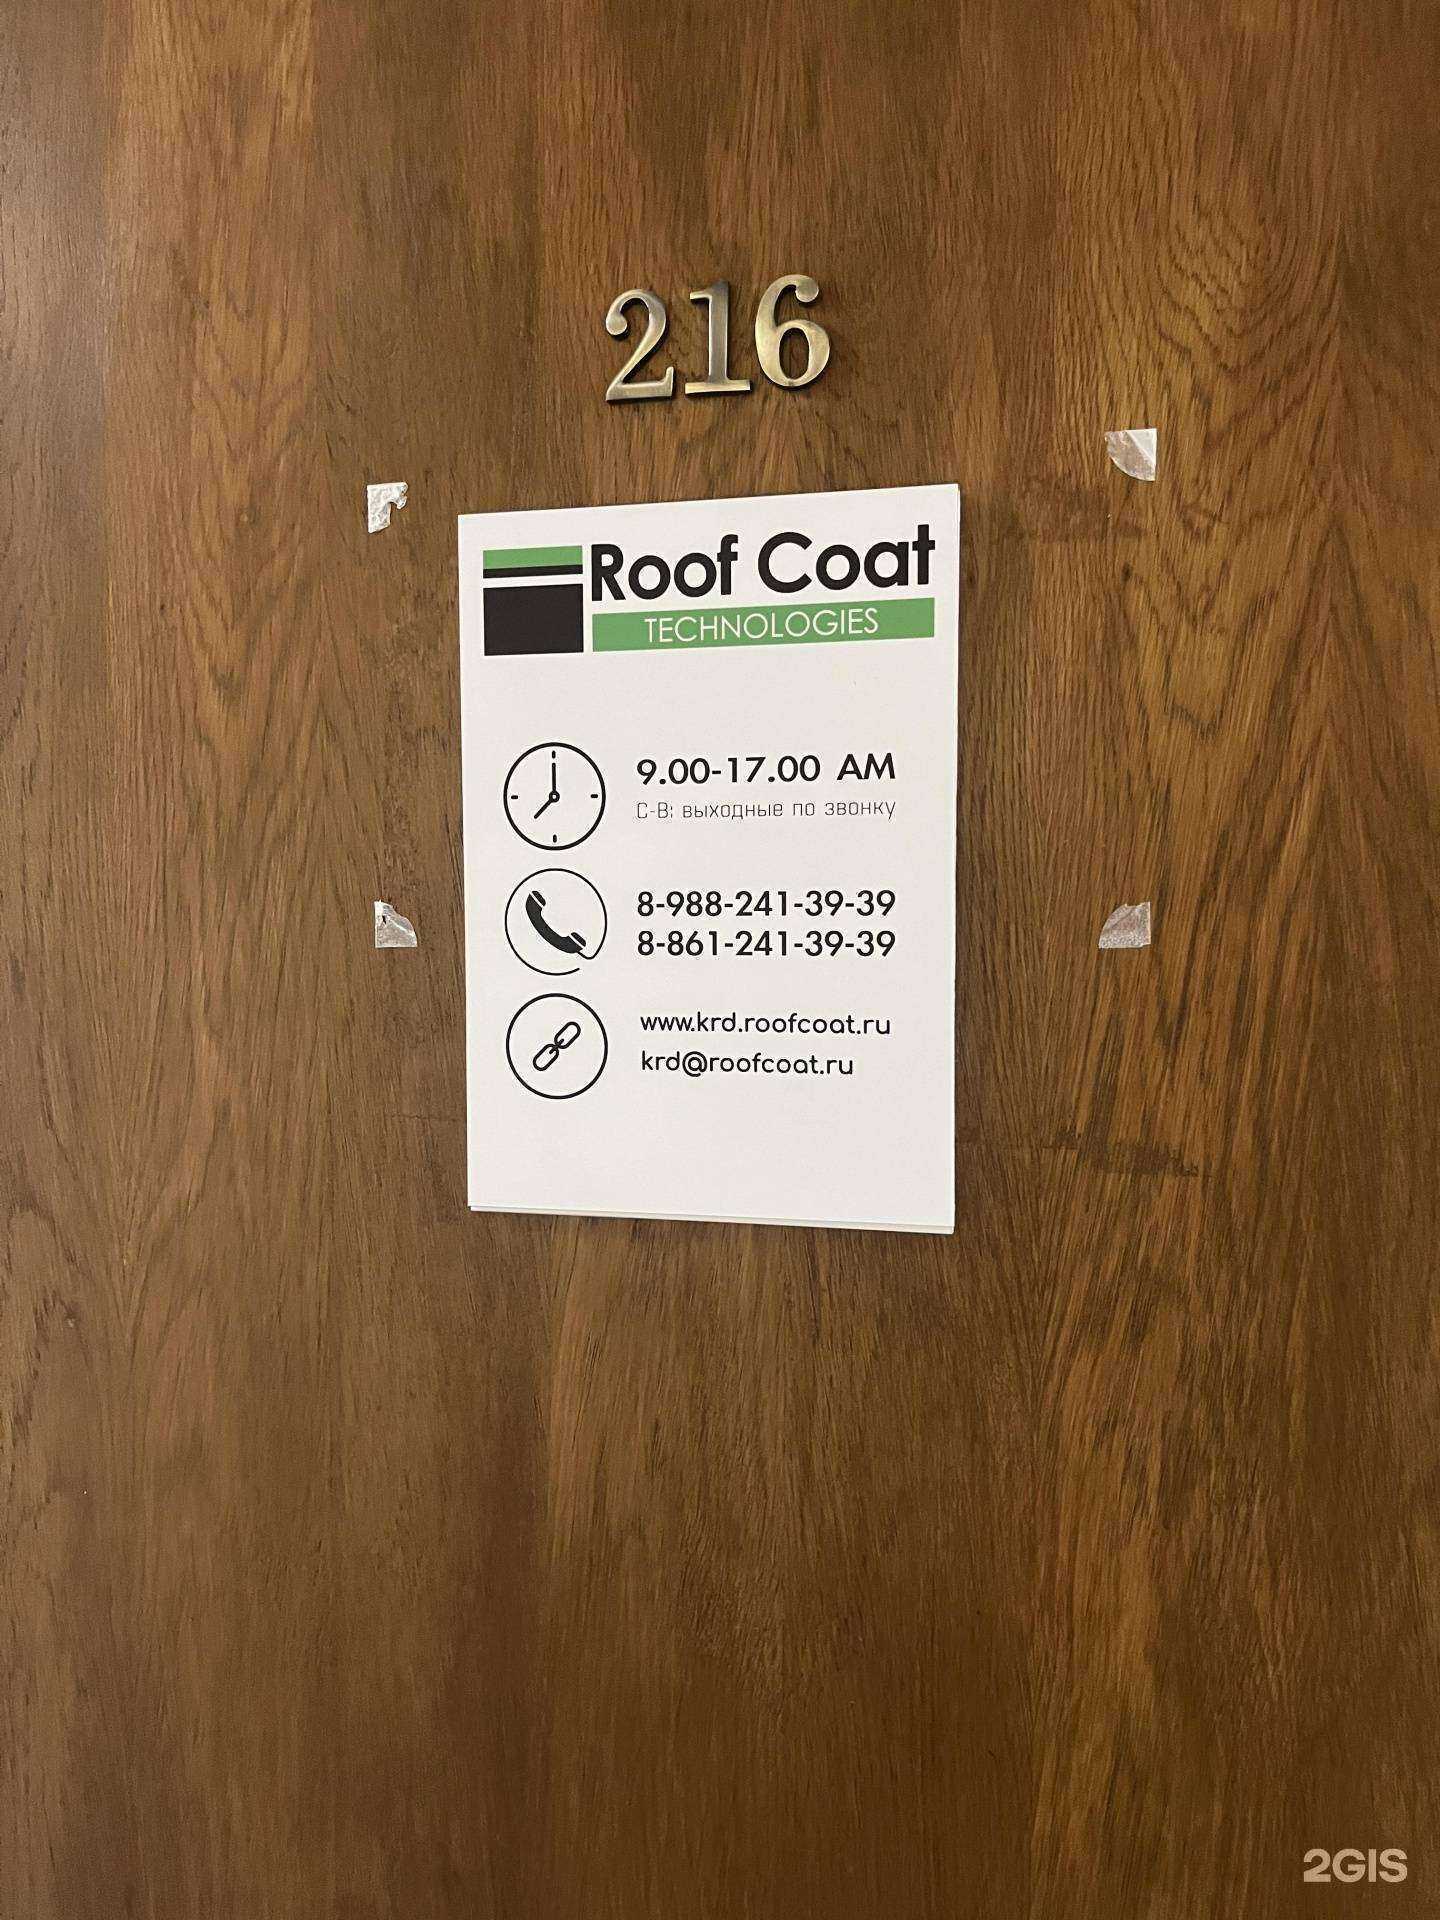 216
Roof Coat
TECHNOLOGIES
9.00-17.00 AM
С-В: выходные по звонку
8-988-241-39-39
8-861-241-39-39
www.krd.roofcoat.ru
krd@roofcoat.ru
2GIS